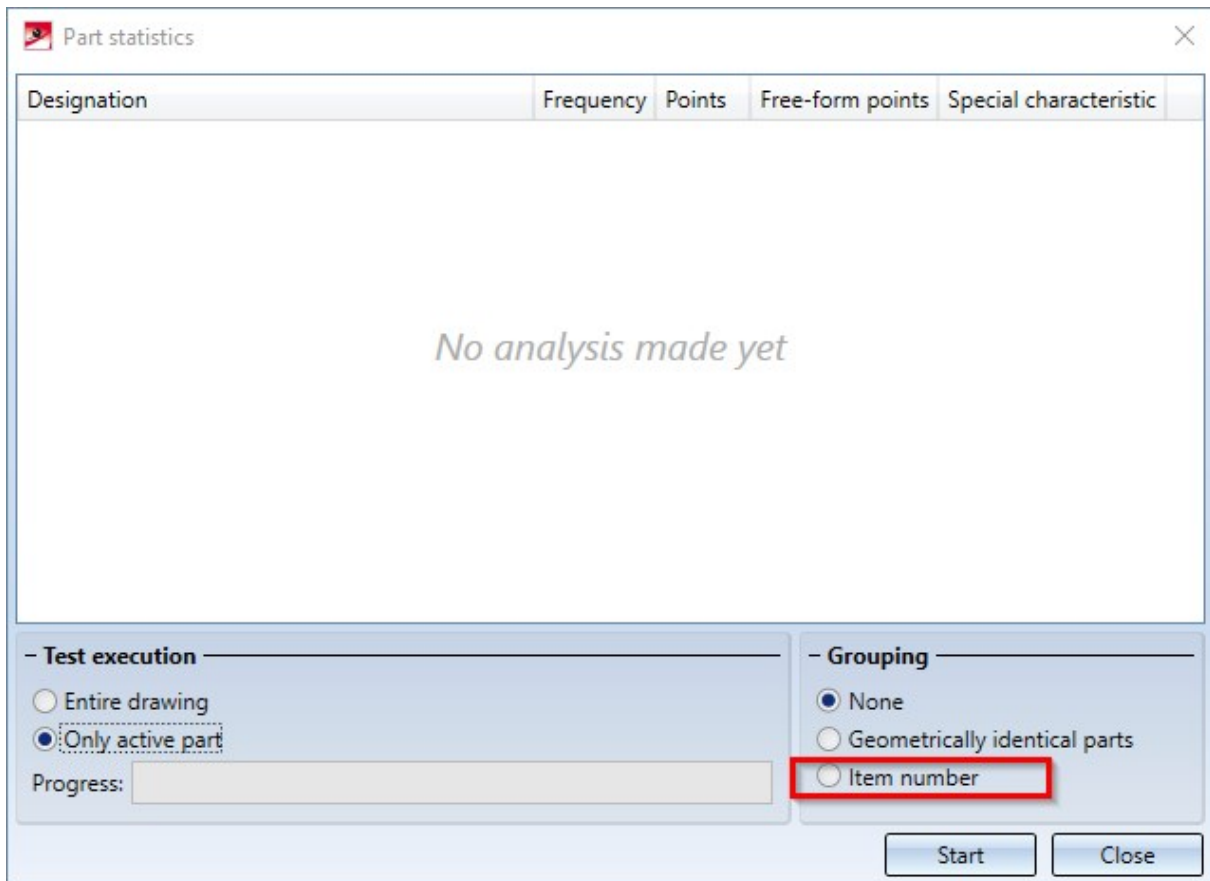 Part statistics
Designation Frequency Points Free-form points Special characteristic
No analysis made yet
Test execution
Entire drawing
Only active part
Progress:
Grouping
None
Geometrically identical parts
Item number
Start Close